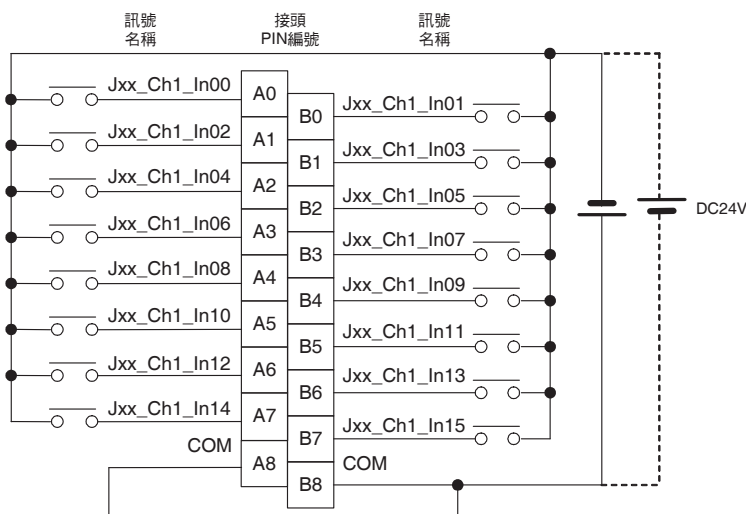 訊號 接頭 訊號
名稱 PIN編號 名稱
Jxx_Ch1_In00 A0
B0 Jxx_Ch1_In01
Jxx_Ch1_In02 A1
B1 Jxx_Ch1_In03
Jxx_Ch1_In04 A2
B2 Jxx_Ch1_In05
DC24V
Jxx_Ch1_In06 A3
B3 Jxx_Ch1_In07
Jxx_Ch1_In08 A4
B4 Jxx_Ch1_In09
Jxx_Ch1_In10 A5
B5 Jxx_Ch1_In11
Jxx_Ch1_In12 A6
B6 Jxx_Ch1_In13
Jxx_Ch1_In14 A7
B7 Jxx_Ch1_In15
COM A8
B8 COM